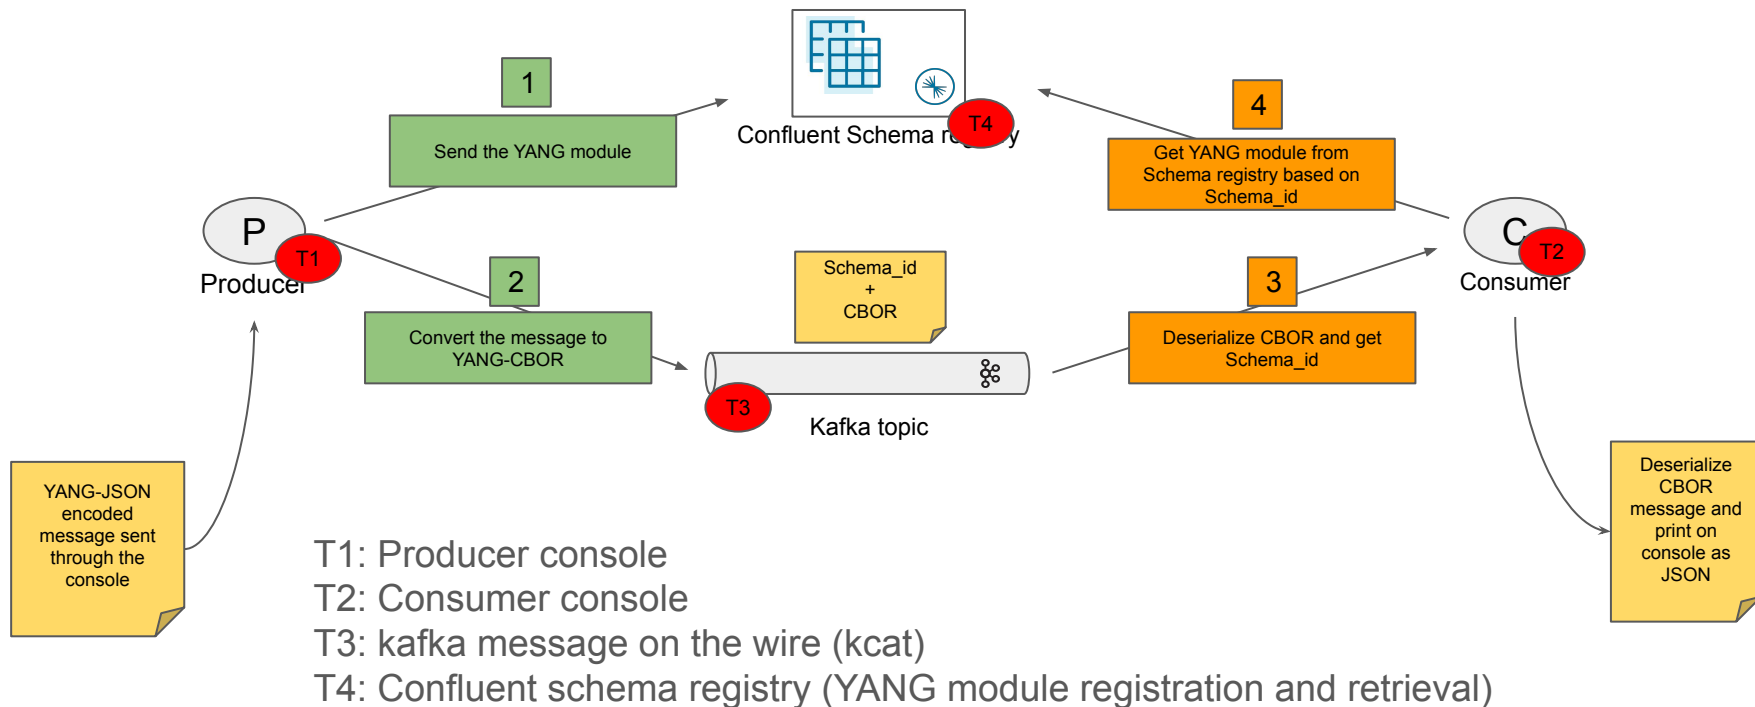 1
Send the YANG module
Confluent Schema registry
T4
4
Get YANG module from
Schema registry based on
Schema_id
P
T1
Producer
2
Convert the message to
YANG-CBOR
Schema_id
+
CBOR
T3
Kafka topic
3
Deserialize CBOR and get
Schema_id
C
T2
Consumer
YANG-JSON
encoded
message sent
through the
console
Deserialize
CBOR
message and
print on
console as
JSON
T1: Producer console
T2: Consumer console
T3: kafka message on the wire (kcat)
T4: Confluent schema registry (YANG module registration and retrieval)